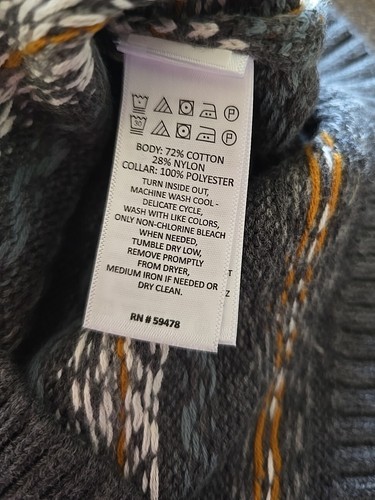 BODY: 72% COTTON
28% NYLON
COLLAR: 100% POLYESTER
TURN INSIDE OUT,
MACHINE WASH COOL -
DELICATE CYCLE,
WASH WITH LIKE COLORS,
ONLY NON-CHLORINE BLEACH
WHEN NEEDED,
TUMBLE DRY LOW,
REMOVE PROMPTLY
FROM DRYER,
MEDIUM IRON IF NEEDED OR
DRY CLEAN.
RN # 59478
T
Z